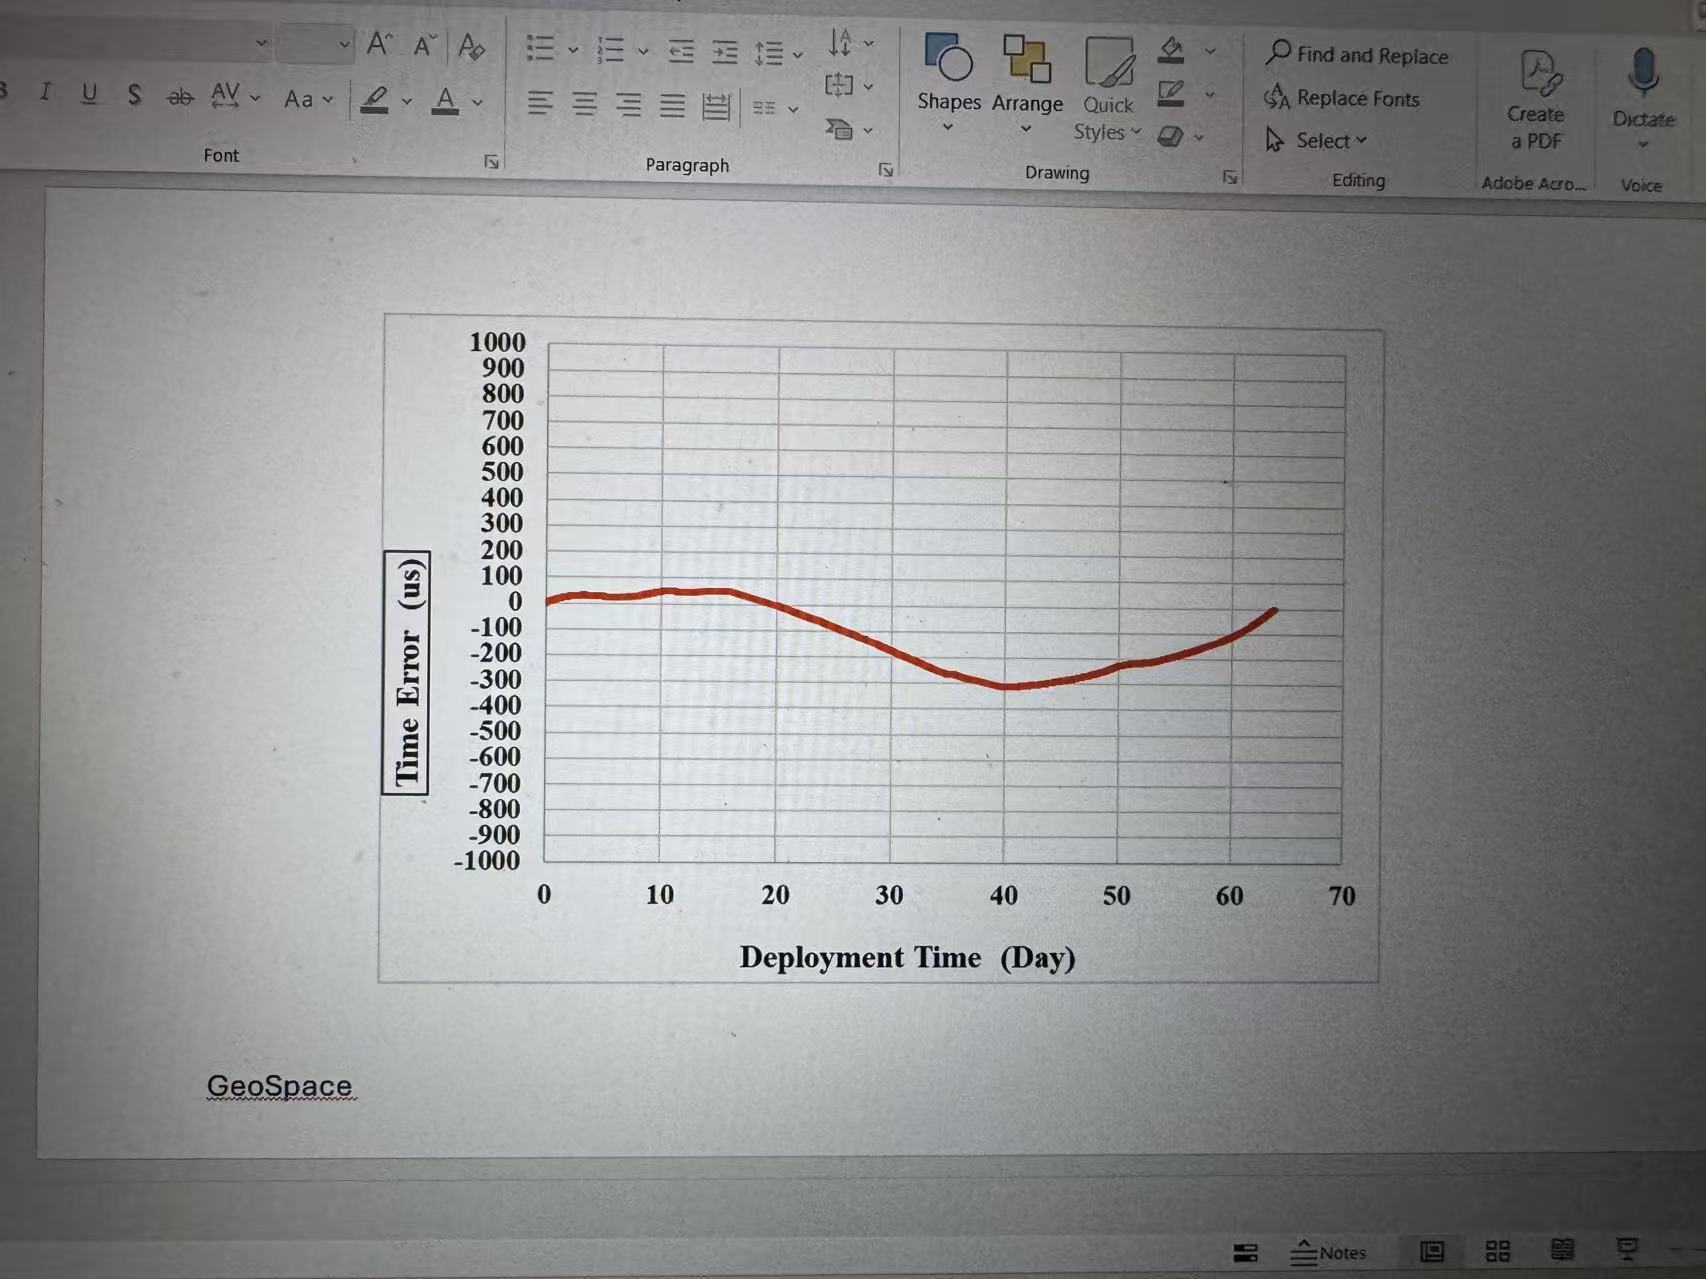 I U S ab AV Aa A
A A A
Font
Paragraph
Shapes Arrange Quick Styles
Drawing
Find and Replace
Replace Fonts
Select
Editing
Create a PDF
Adobe Acro...
Dictate
Voice
1000
900
800
700
600
500
400
300
200
100
0
-100
-200
-300
-400
-500
-600
-700
-800
-900
-1000
Time Error (us)
0 10 20 30 40 50 60 70
Deployment Time (Day)
GeoSpace
Notes